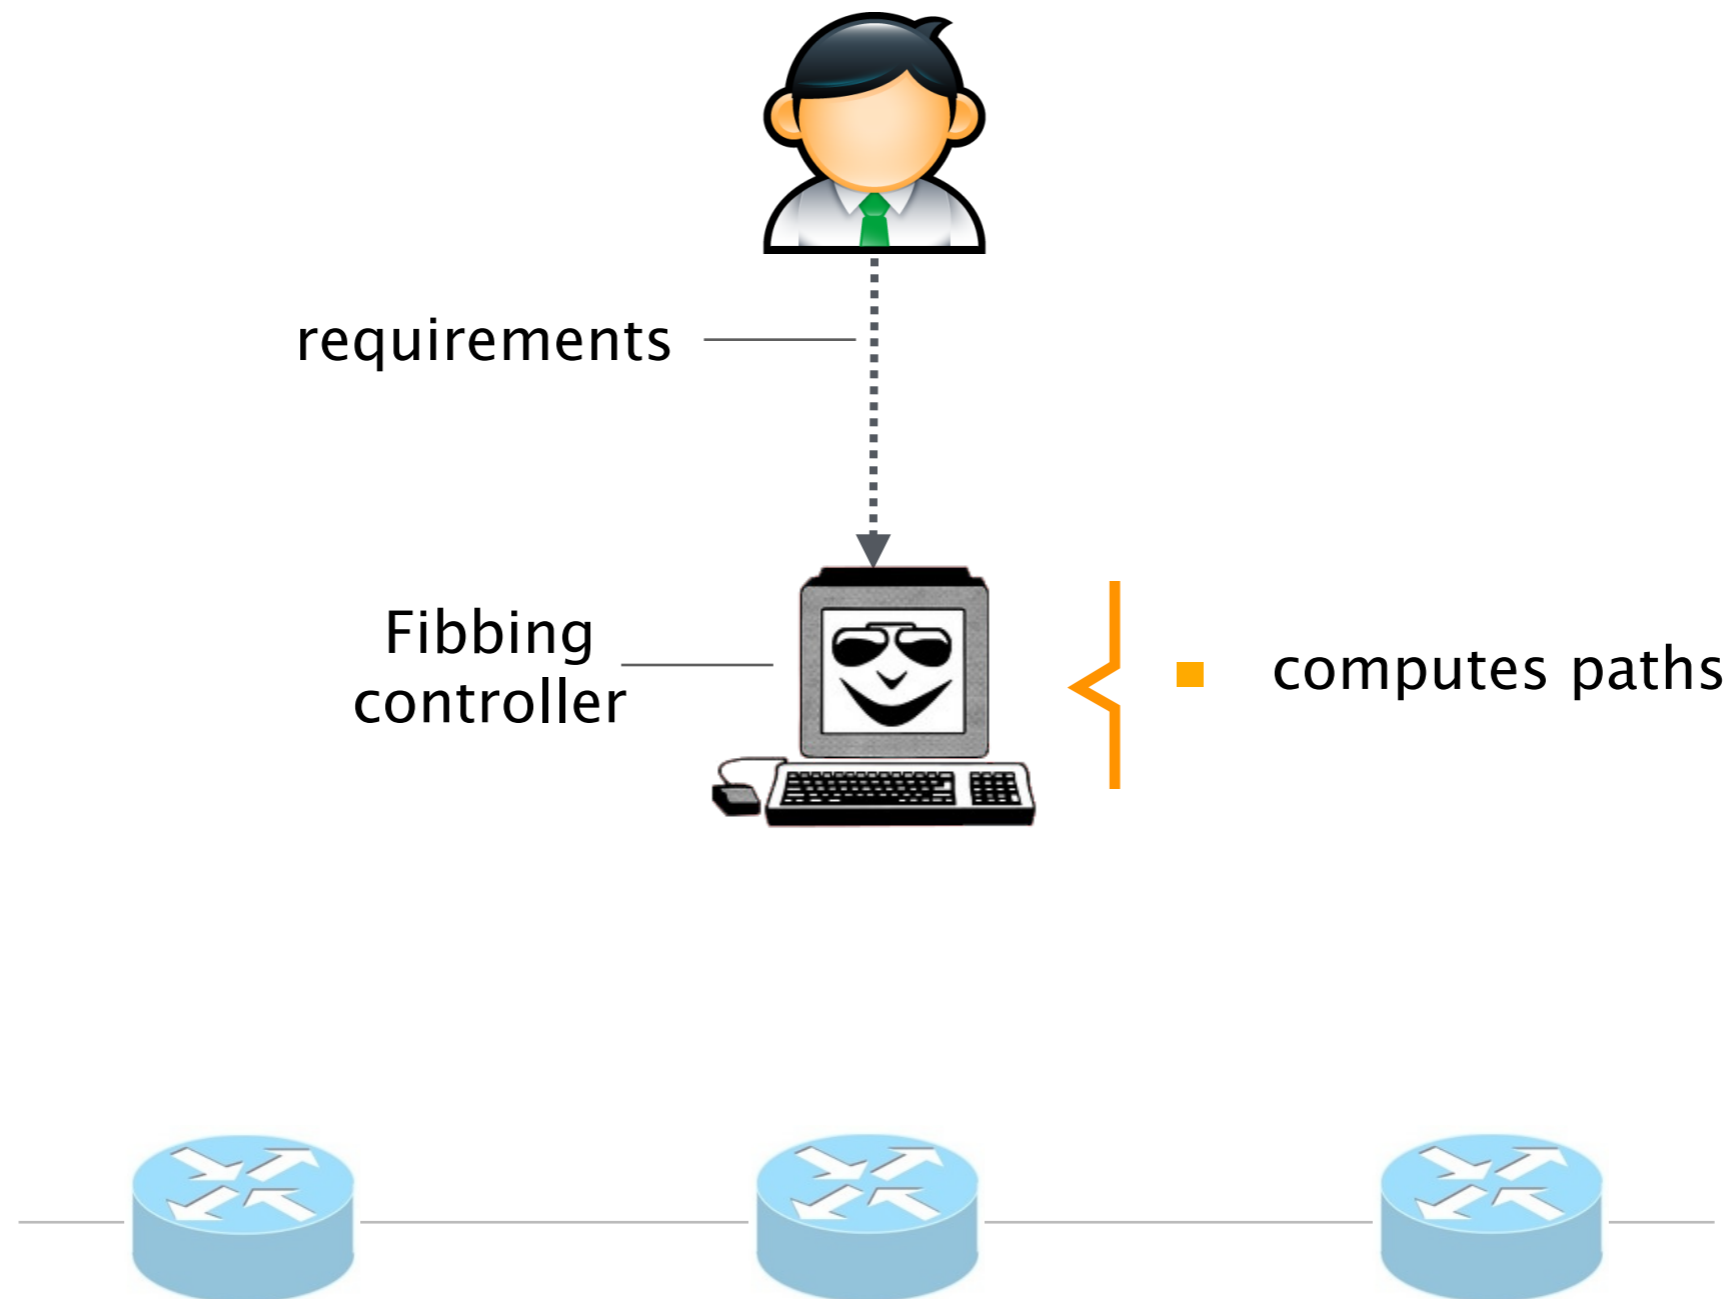 requirements
Fibbing
controller
computes paths